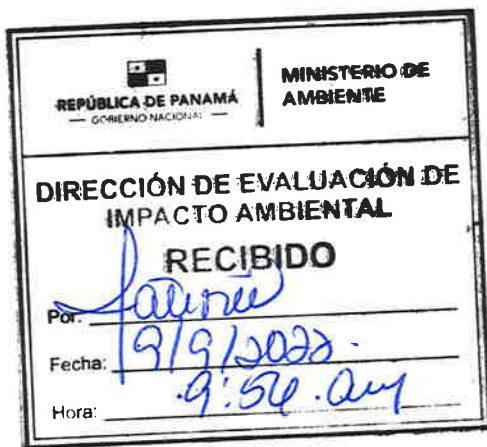 REPÚBLICA DE PANAMÁ
— GOBIERNO NACIONAL —
MINISTERIO DE
AMBIENTE
DIRECCIÓN DE EVALUACIÓN DE
IMPACTO AMBIENTAL
RECIBIDO
Por:
Fecha: 9/2022.
Hora: 9:56 am